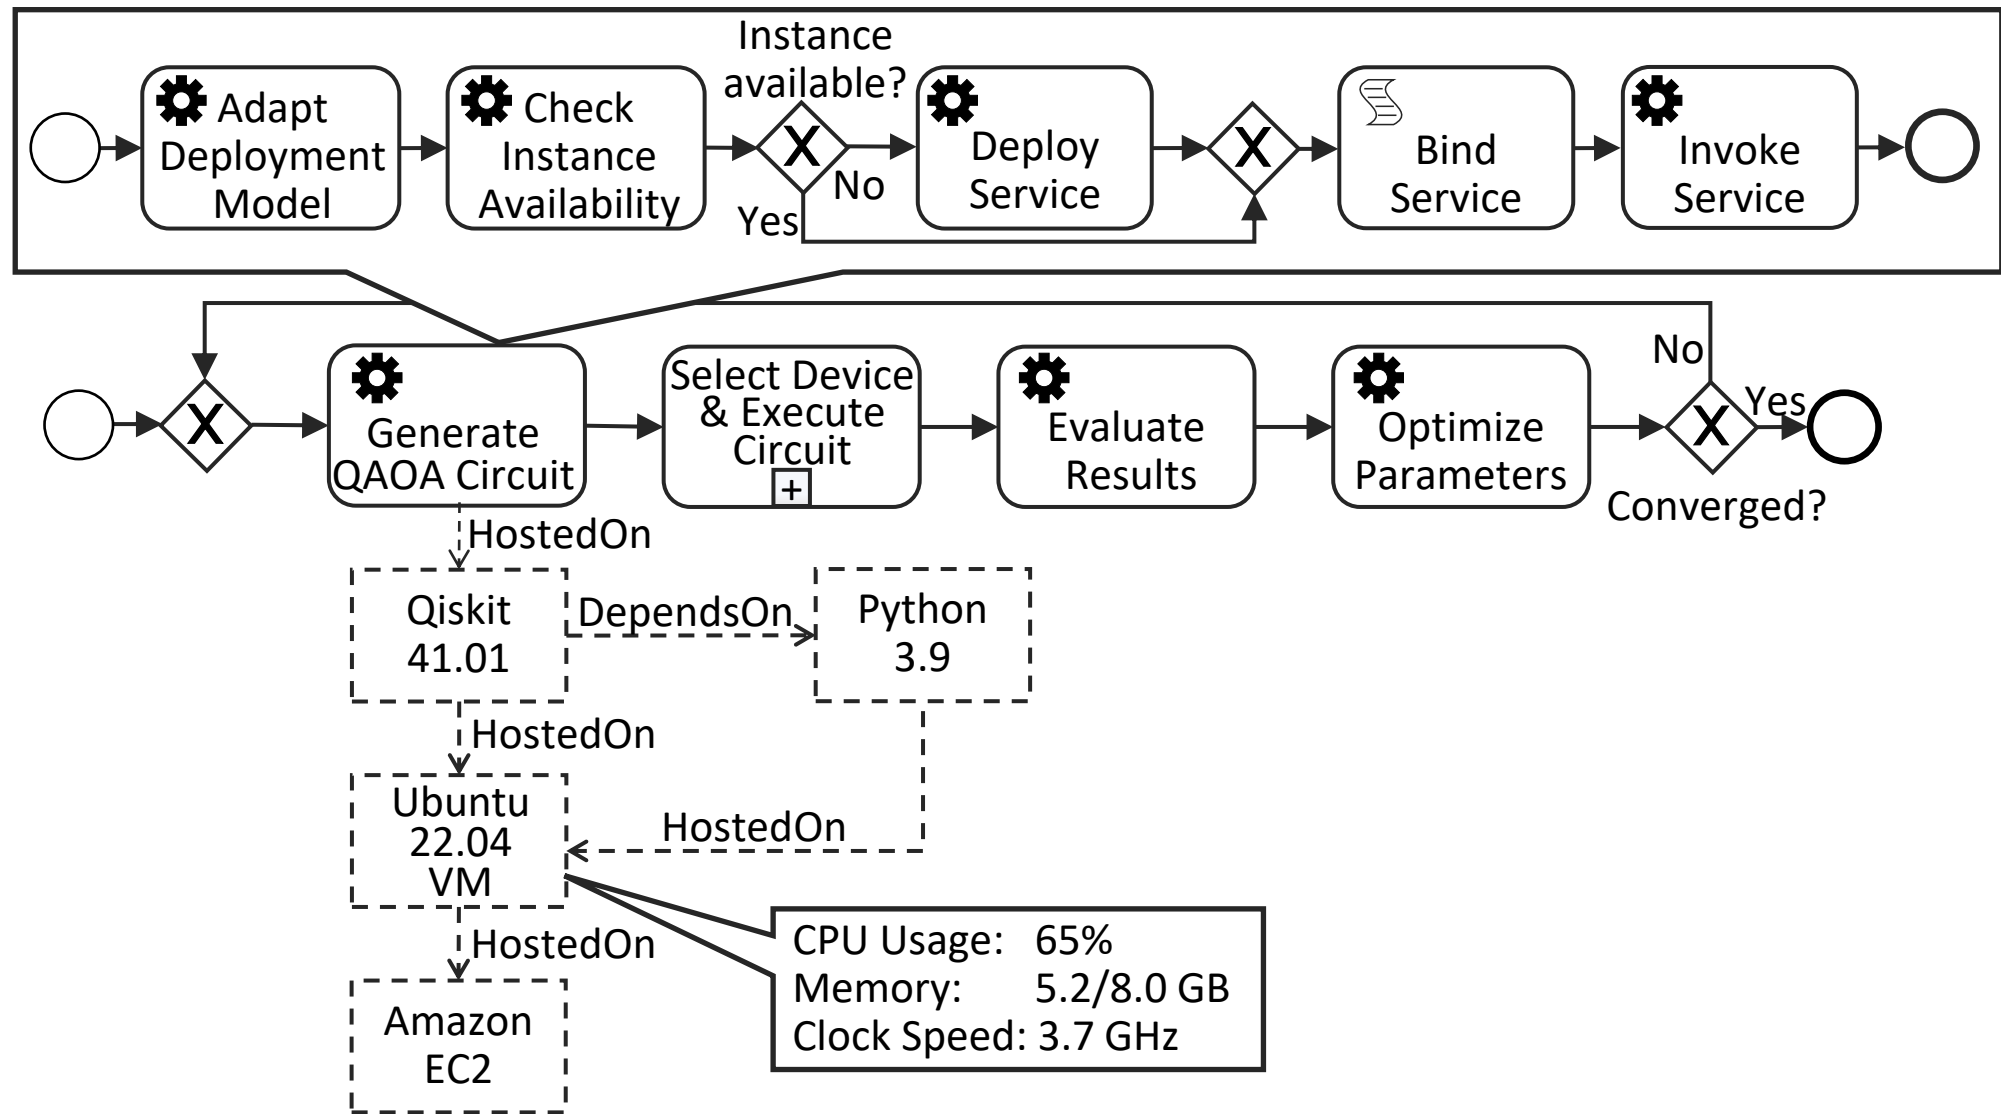 Instance
available?
Adapt
Deployment
Model
Check
Instance
Availability
X
No
Yes
Deploy
Service
X
Bind
Service
Invoke
Service
X
Generate
QAOA Circuit
Select Device
& Execute
Circuit
+
Evaluate
Results
Optimize
Parameters
No
X
Yes
Converged?
HostedOn
Qiskit
41.01
DependsOn
Python
3.9
HostedOn
Ubuntu
22.04
VM
HostedOn
HostedOn
CPU Usage: 65%
Memory: 5.2/8.0 GB
Clock Speed: 3.7 GHz
Amazon
EC2